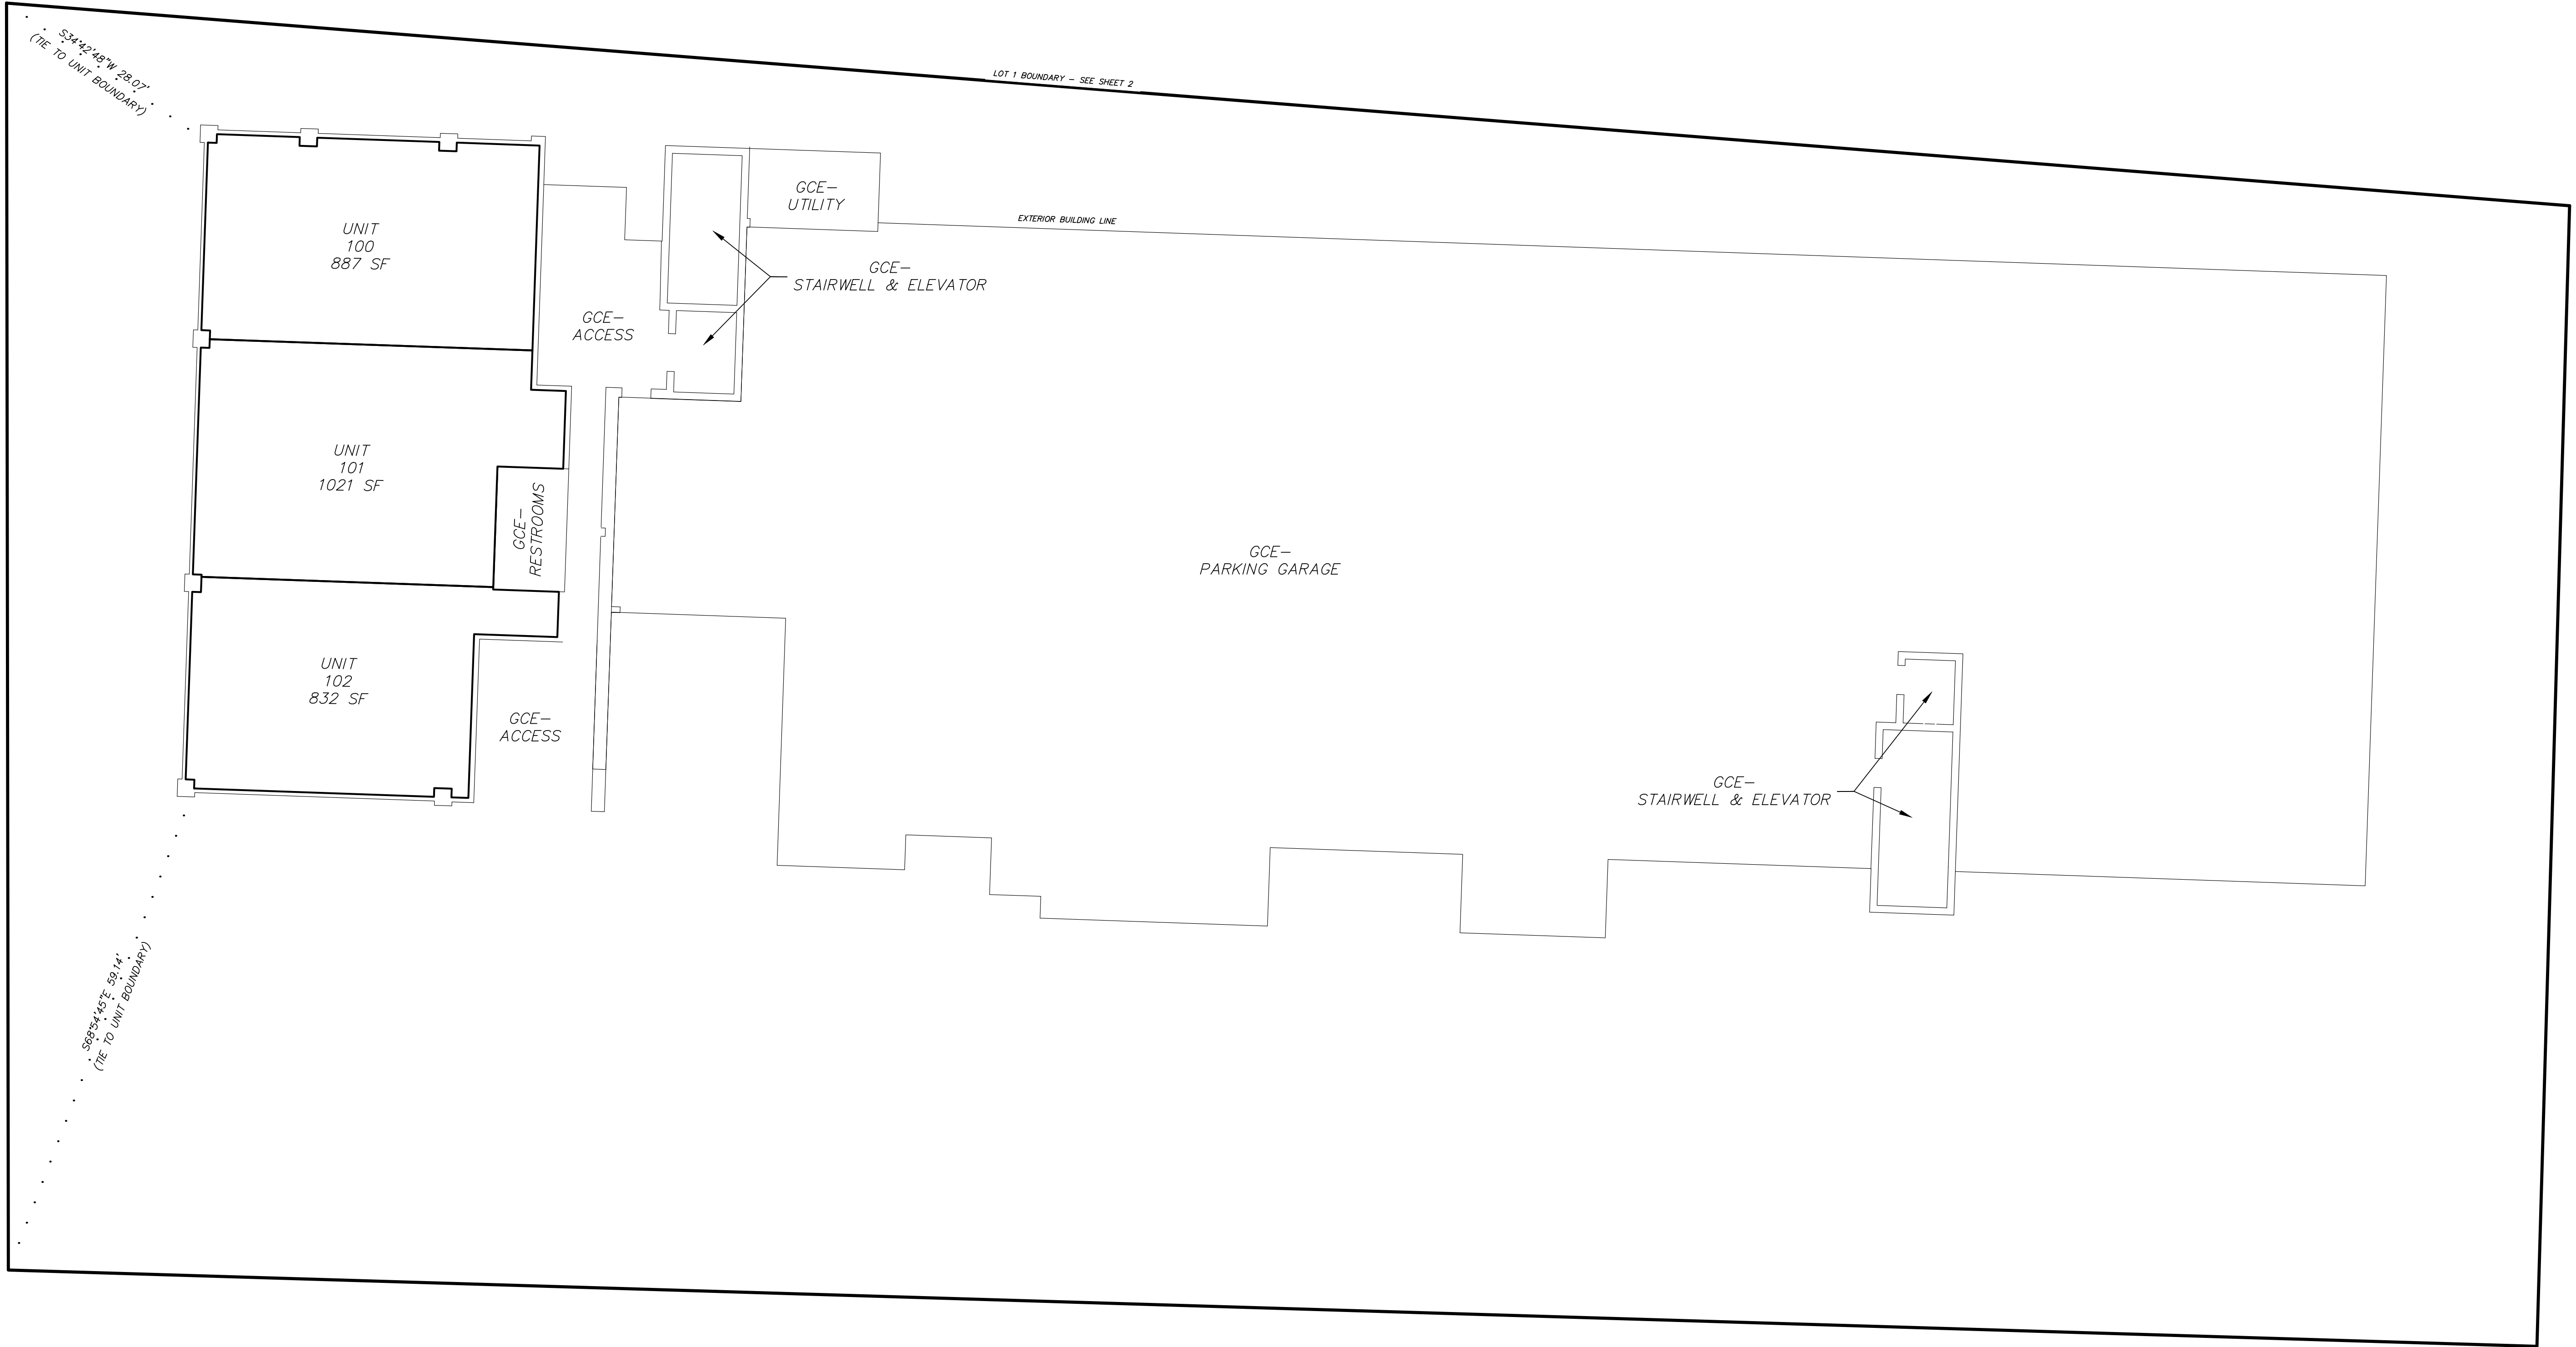 LOT 1 BOUNDARY – SEE SHEET 2
S34°42'48"W 28.07'
(TIE TO UNIT BOUNDARY)
UNIT
100
887 SF
GCE–
UTILITY
EXTERIOR BUILDING LINE
GCE–
STAIRWELL & ELEVATOR
GCE–
ACCESS
UNIT
101
1021 SF
GCE–
RESTROOMS
GCE–
PARKING GARAGE
UNIT
102
832 SF
GCE–
ACCESS
GCE–
STAIRWELL & ELEVATOR
S68°54'45"E 59.14'
(TIE TO UNIT BOUNDARY)